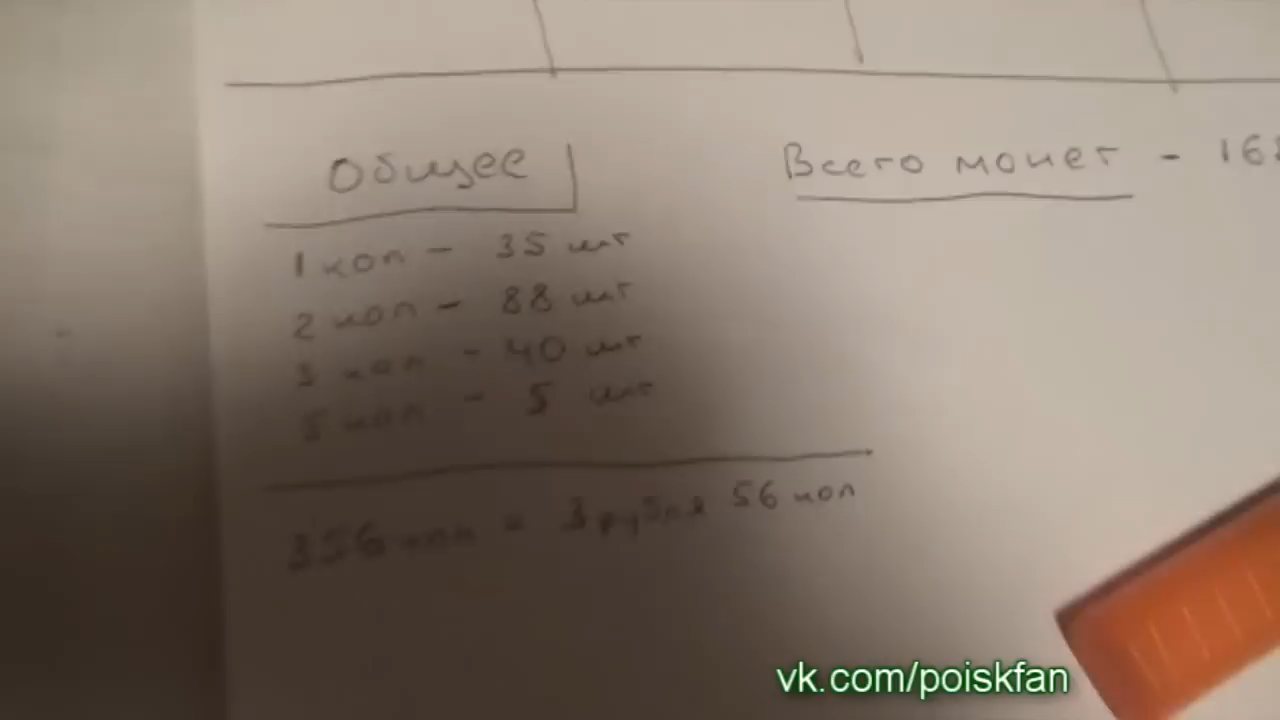 Общее
Всего монет - 16
1 коп - 35 шт
2 коп - 88 шт
3 коп - 40 шт
5 коп - 5 шт
356 коп = 3 рубля 56 коп
vk.com/poiskfan